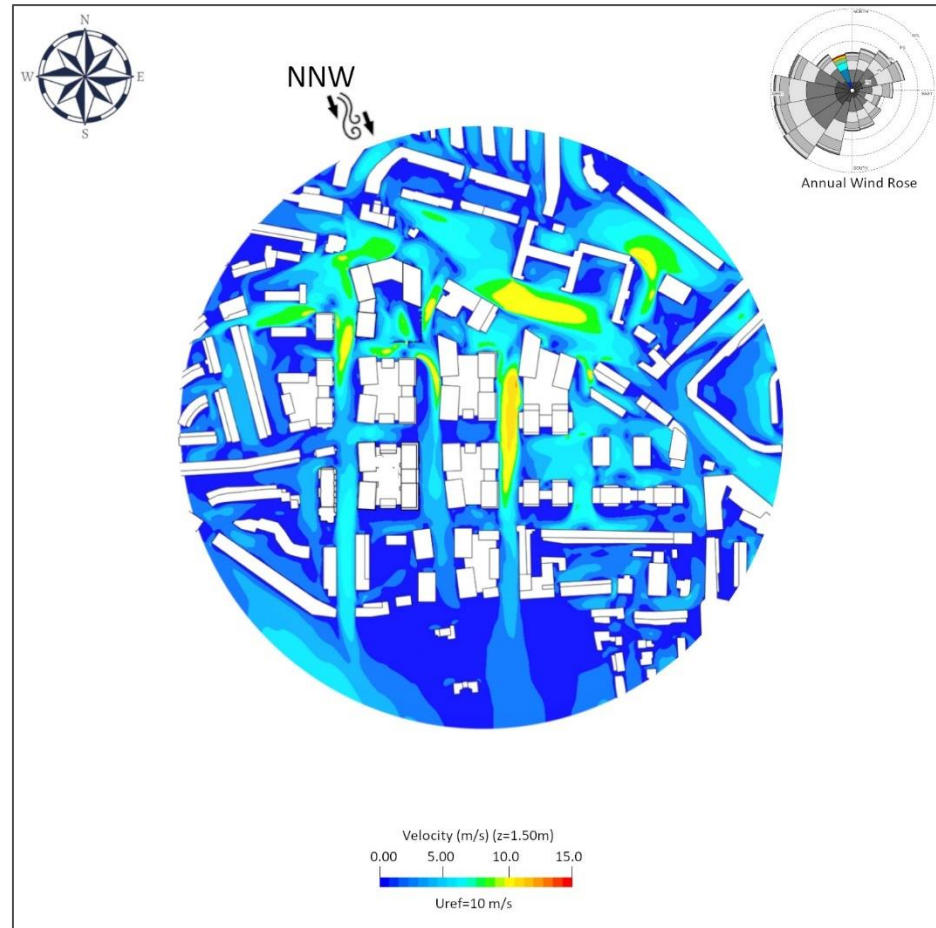 N
W E
S
NNW
Annual Wind Rose
Velocity (m/s) (z=1.50m)
0.00 5.00 10.0 15.0
Uref=10 m/s